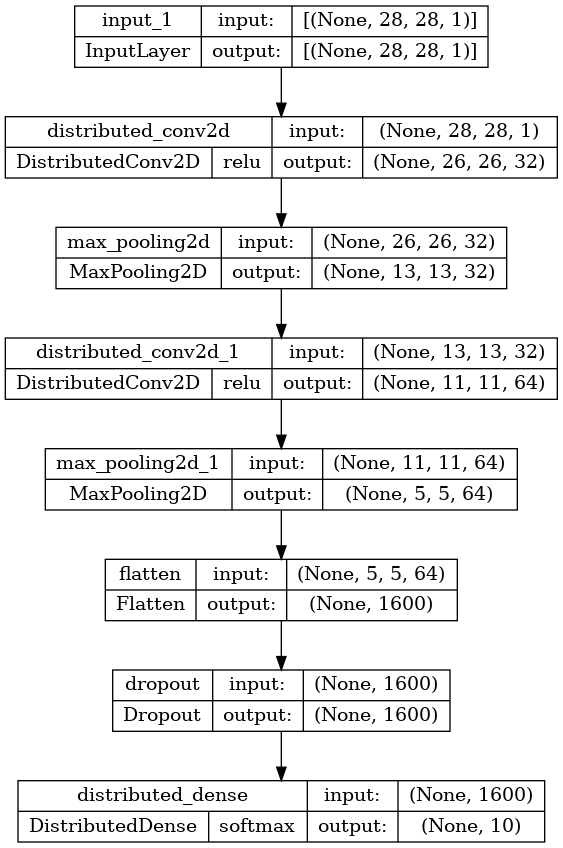 input_1 input: [(None, 28, 28, 1)]
InputLayer output: [(None, 28, 28, 1)]
distributed_conv2d input: (None, 28, 28, 1)
DistributedConv2D relu output: (None, 26, 26, 32)
max_pooling2d input: (None, 26, 26, 32)
MaxPooling2D output: (None, 13, 13, 32)
distributed_conv2d_1 input: (None, 13, 13, 32)
DistributedConv2D relu output: (None, 11, 11, 64)
max_pooling2d_1 input: (None, 11, 11, 64)
MaxPooling2D output: (None, 5, 5, 64)
flatten input: (None, 5, 5, 64)
Flatten output: (None, 1600)
dropout input: (None, 1600)
Dropout output: (None, 1600)
distributed_dense input: (None, 1600)
DistributedDense softmax output: (None, 10)